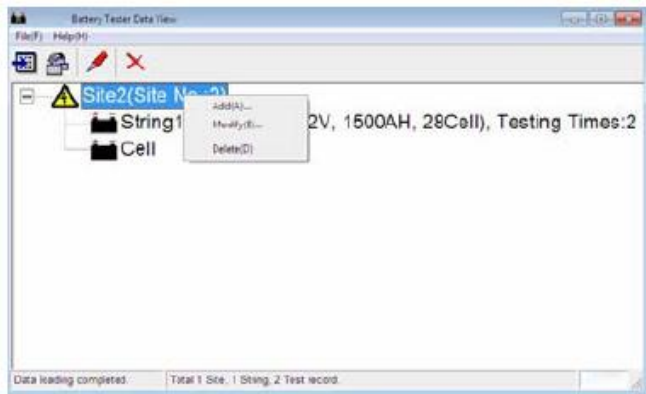 Battery Tester Data View
File(F) Help(H)
Site2(Site No.:2)
Add(A)...
Modify(E)...
String1 2V, 1500AH, 28Cell), Testing Times:2
Cell
Delete(D)
Data leading completed. Total 1 Site, 1 String, 2 Test record.